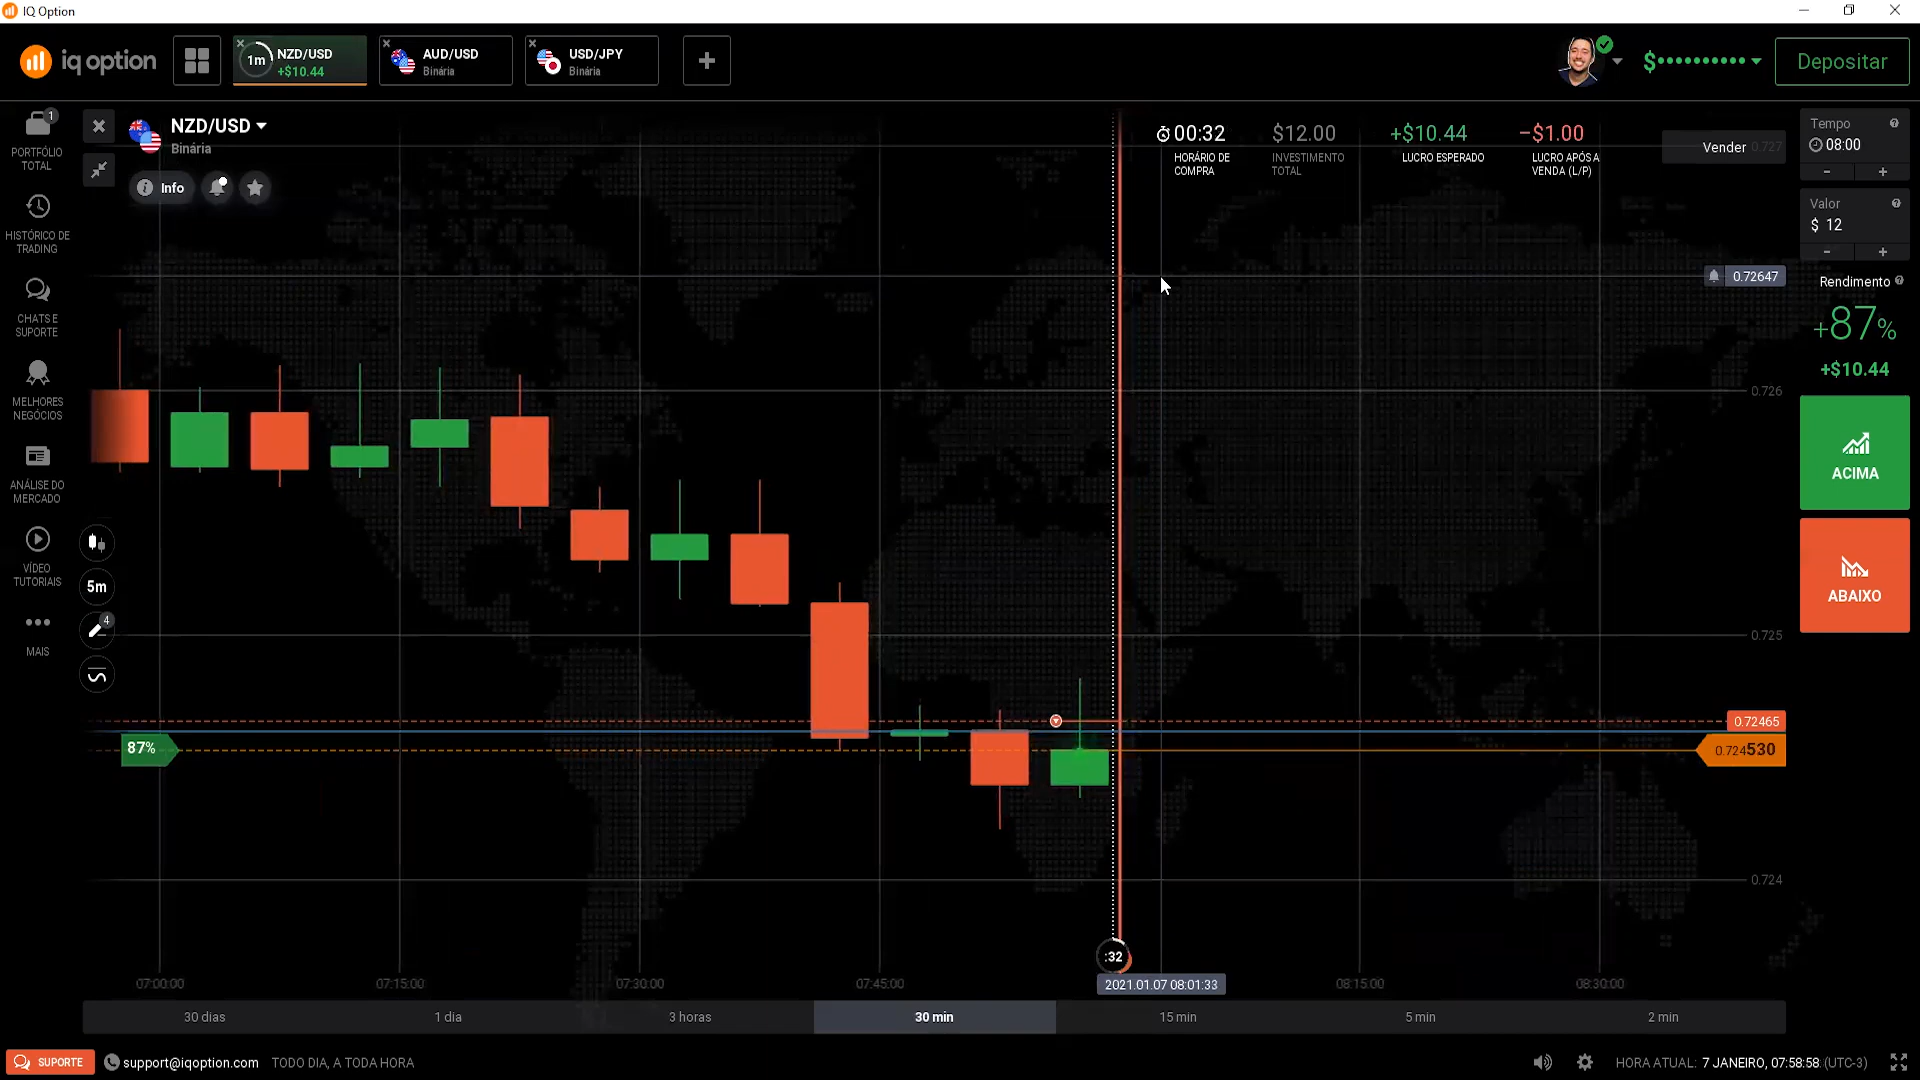 IQ Option
iq option
1m
NZD/USD
+$10.44
AUD/USD
Binária
USD/JPY
Binária
$
Depositar
1
PORTFÓLIO
TOTAL
HISTÓRICO DE
TRADING
CHATS E
SUPORTE
MELHORES
NEGÓCIOS
ANÁLISE DO
MERCADO
VÍDEO
TUTORIAIS
MAIS
NZD/USD
Binária
Info
00:32
HORÁRIO DE
COMPRA
$12.00
INVESTIMENTO
TOTAL
+$10.44
LUCRO ESPERADO
−$1.00
LUCRO APÓS A
VENDA (L/P)
Vender
0.727
Tempo
08:00
- +
Valor
$ 12
- +
Rendimento
+87%
+$10.44
ACIMA
ABAIXO
0.72647
0.726
0.725
0.72465
0.724530
0.724
5m
4
87%
:32
07:00:00
07:15:00
07:30:00
07:45:00
2021.01.07 08:01:33
08:15:00
08:30:00
30 dias
1 dia
3 horas
30 min
15 min
5 min
2 min
SUPORTE
support@iqoption.com
TODO DIA, A TODA HORA
HORA ATUAL: 7 JANEIRO, 07:58:58 (UTC-3)